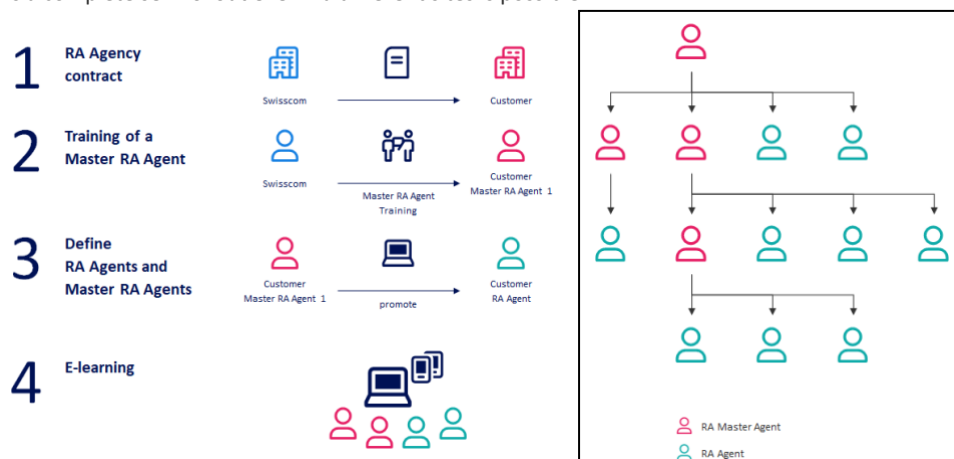 1
RA Agency
contract
Swisscom
Customer
2
Training of a
Master RA Agent
Swisscom
Master RA Agent
Training
Customer
Master RA Agent 1
3
Define
RA Agents and
Master RA Agents
Customer
Master RA Agent 1
promote
Customer
RA Agent
4
E-learning
RA Master Agent
RA Agent